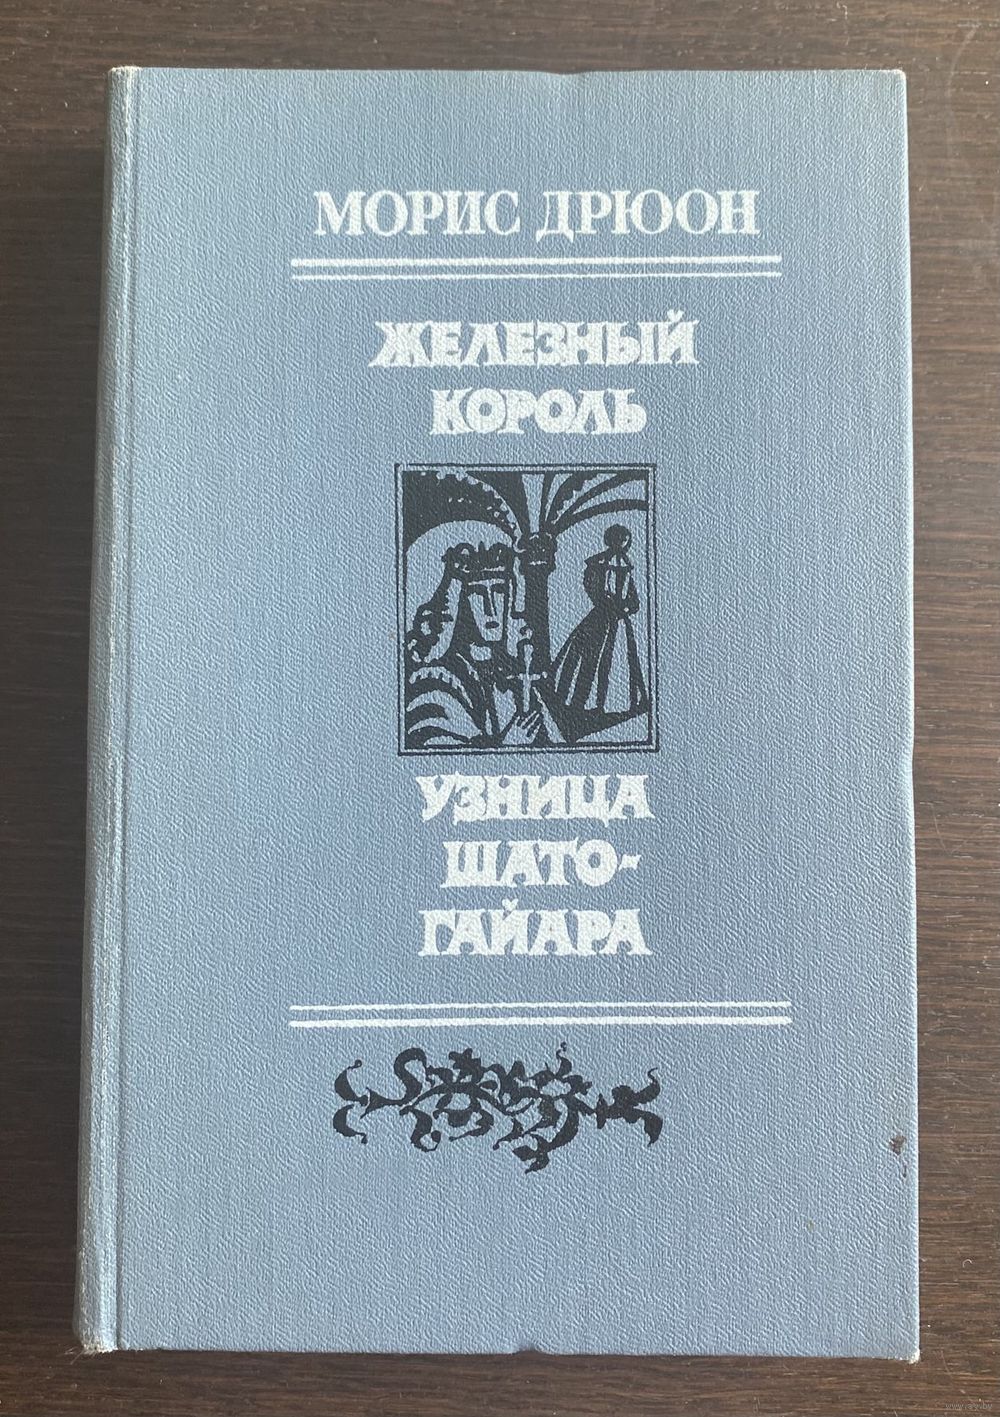 МОРИС ДРЮОН
ЖЕЛЕЗНЫЙ
КОРОЛЬ
УЗНИЦА
ШАТО-
ГАЙАРА